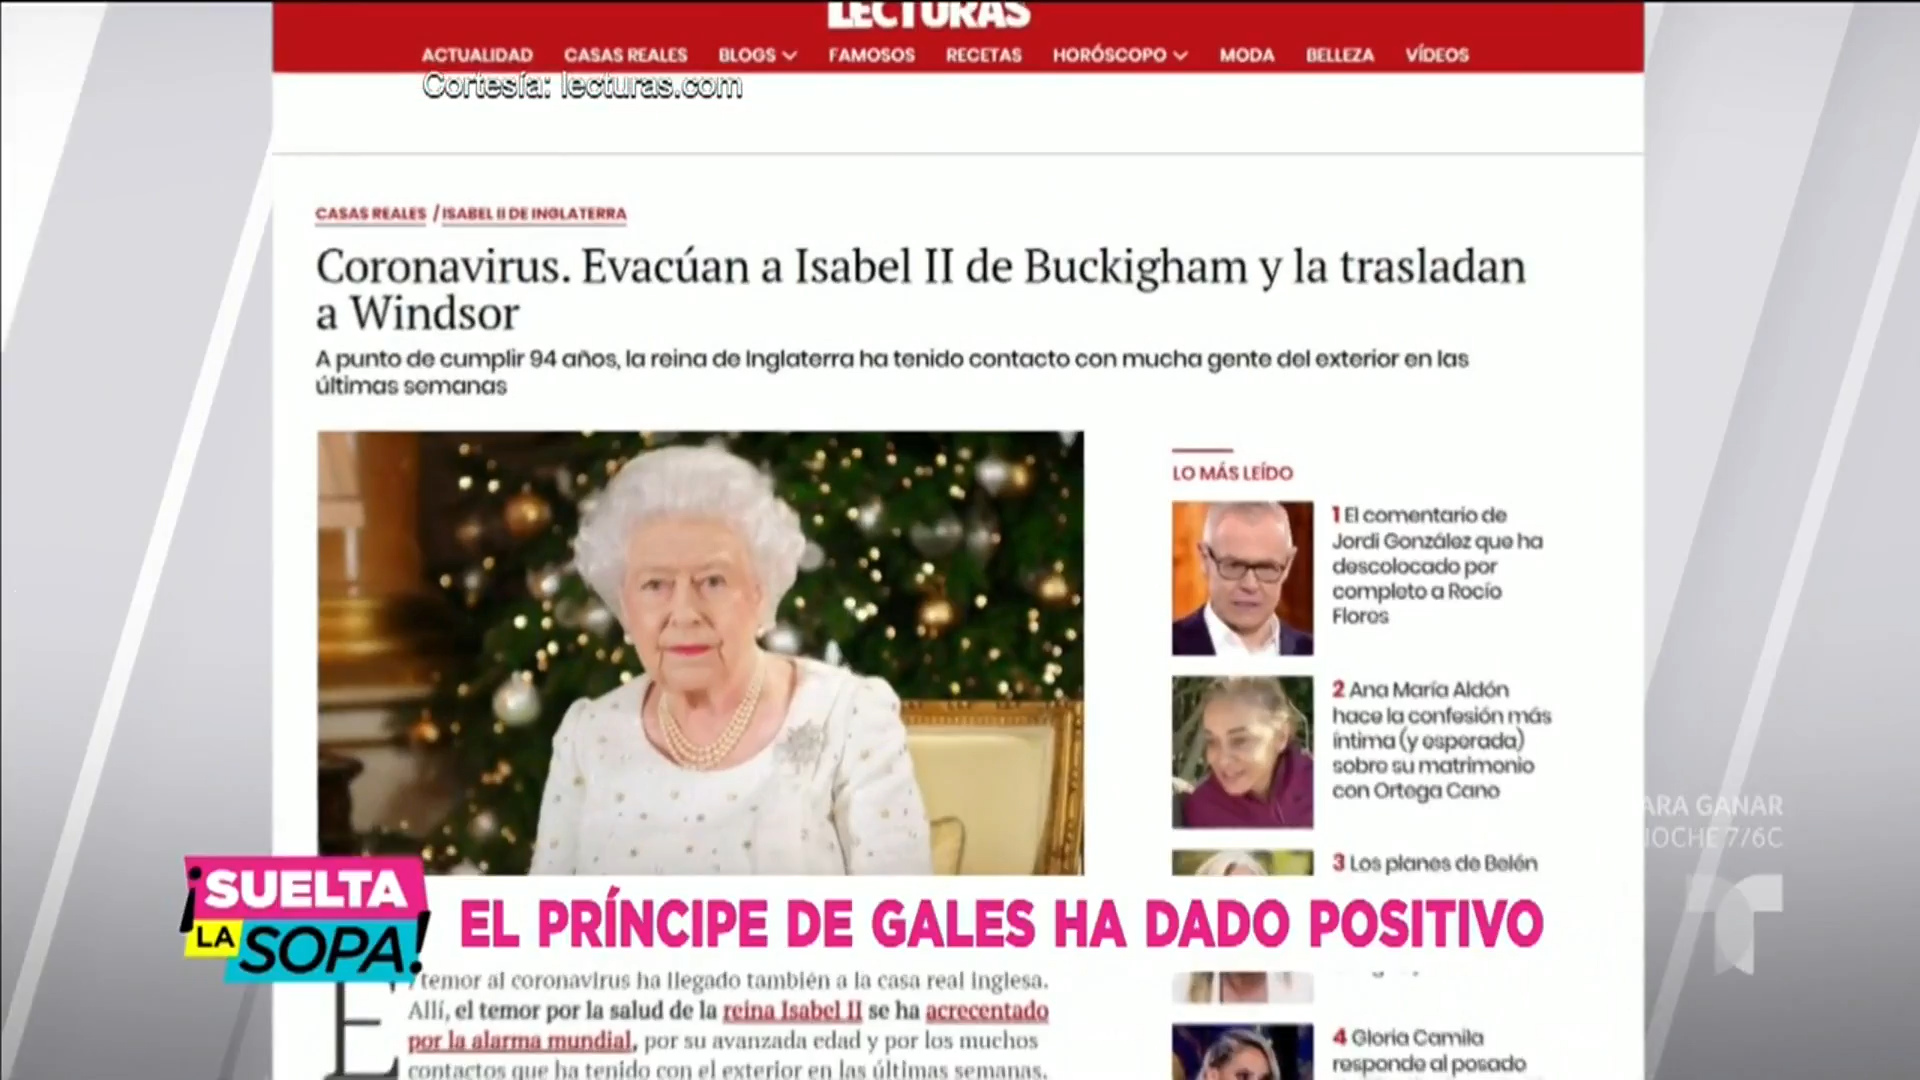 LECTURAS
ACTUALIDAD CASAS REALES BLOGS FAMOSOS RECETAS HORÓSCOPO MODA BELLEZA VÍDEOS
Cortesía: lecturas.com
CASAS REALES / ISABEL II DE INGLATERRA
Coronavirus. Evacúan a Isabel II de Buckigham y la trasladan
a Windsor
A punto de cumplir 94 años, la reina de Inglaterra ha tenido contacto con mucha gente del exterior en las
últimas semanas
LO MÁS LEÍDO
1 El comentario de
Jordi González que ha
descolocado por
completo a Rocío
Flores
2 Ana María Aldón
hace la confesión más
íntima (y esperada)
sobre su matrimonio
con Ortega Cano
3 Los planes de Belén
4 Gloria Camila
responde al posado
ARA GANAR
NOCHE 7/6C
¡SUELTA
LA SOPA!
EL PRÍNCIPE DE GALES HA DADO POSITIVO
E
temor al coronavirus ha llegado también a la casa real inglesa.
Allí, el temor por la salud de la reina Isabel II se ha acrecentado
por la alarma mundial, por su avanzada edad y por los muchos
contactos que ha tenido con el exterior en las últimas semanas.